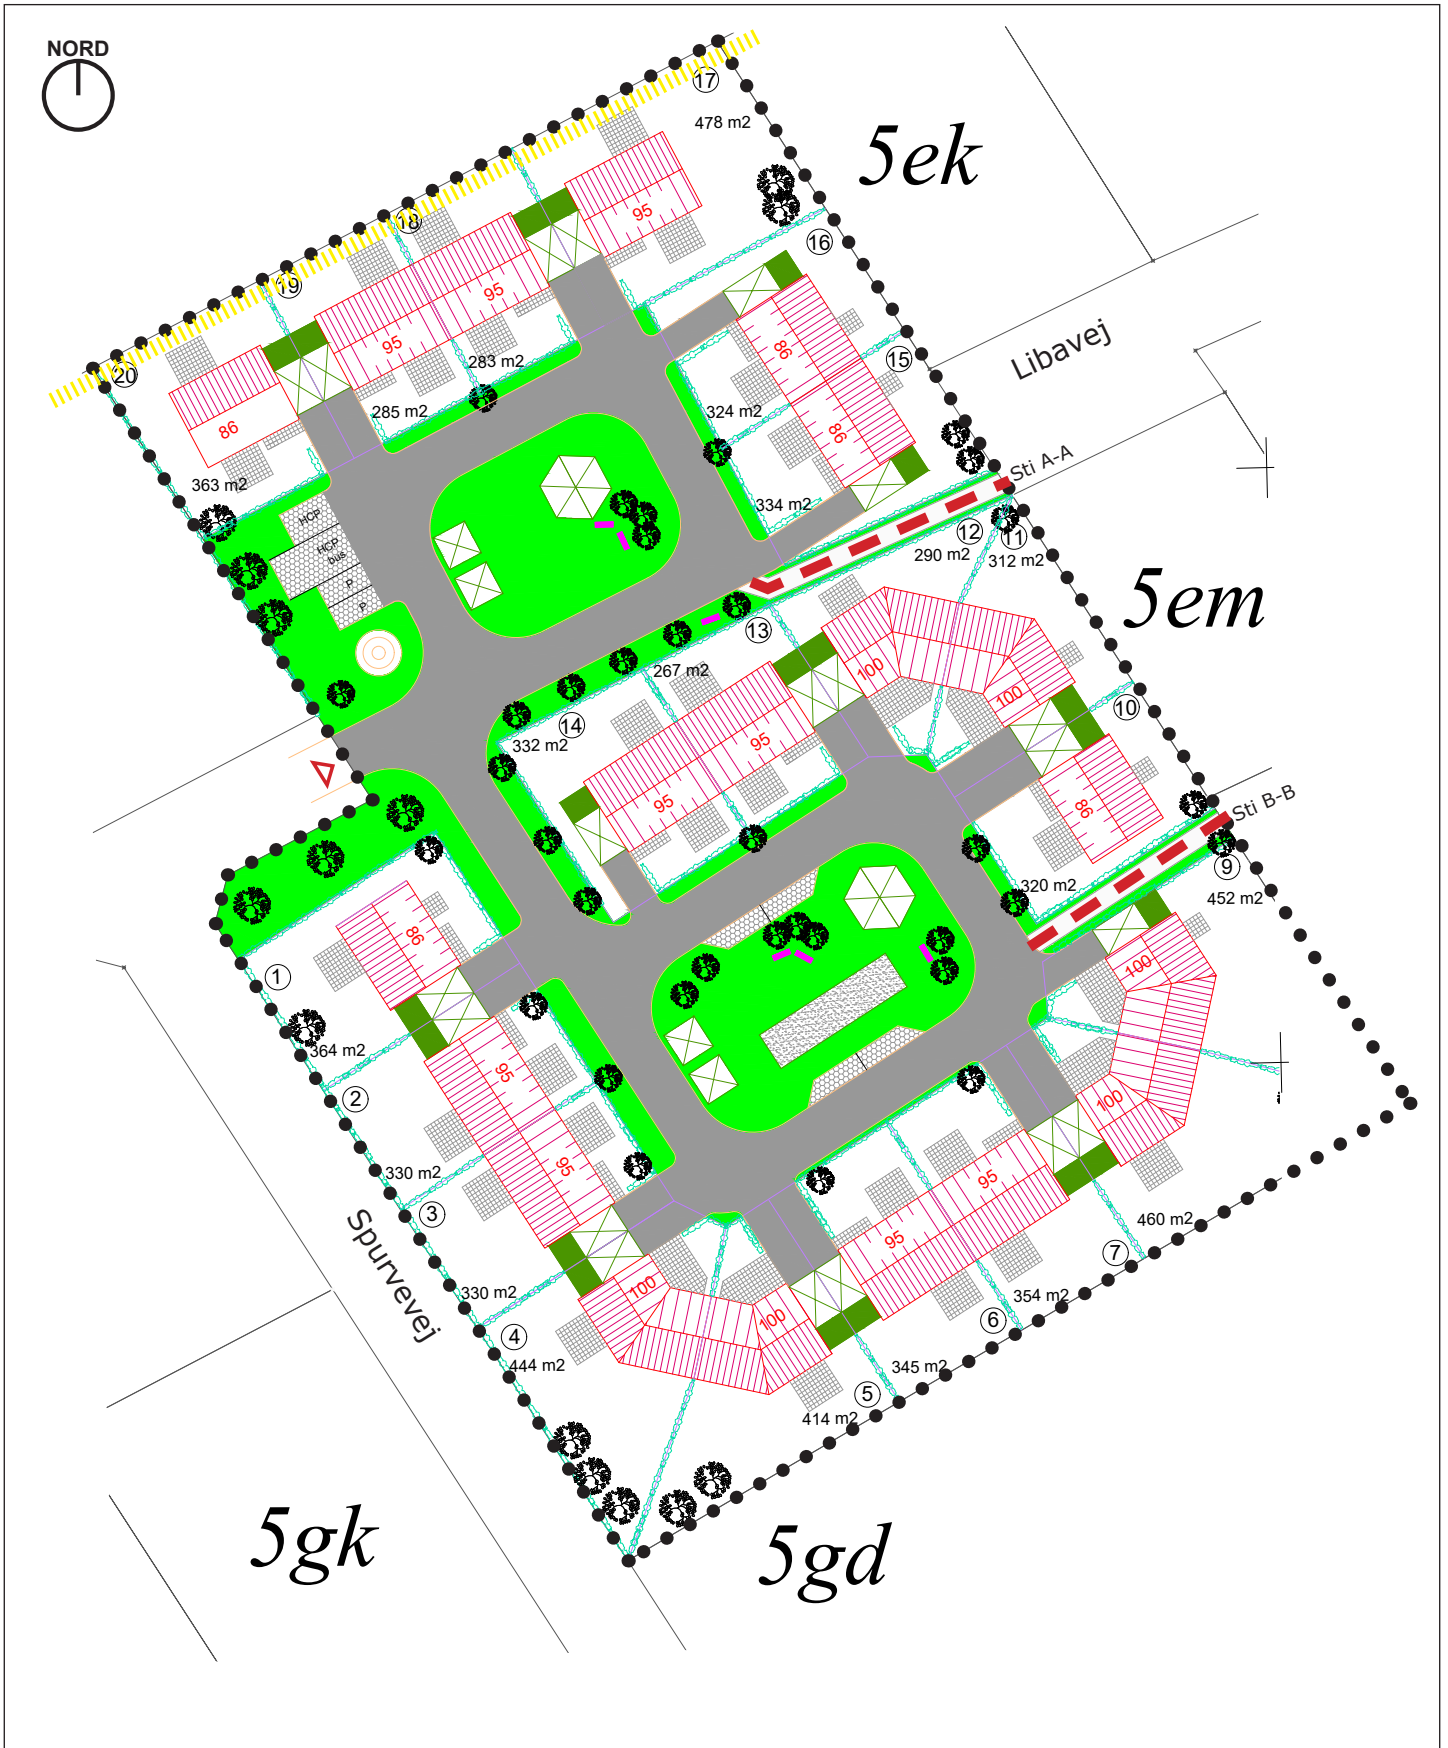 NORD
17
478 m2
5ek
95
18
16
19
95
95
86
15
Libavej
20
283 m2
285 m2
324 m2
86
86
363 m2
334 m2
Sti A-A
HCP
HCP
bus
P
P
12
11
290 m2
312 m2
5em
13
267 m2
100
100
10
14
332 m2
95
95
86
Sti B-B
9
320 m2
452 m2
86
100
1
364 m2
2
95
100
330 m2
95
95
3
460 m2
Spurvevej
7
330 m2
100
95
354 m2
4
100
6
444 m2
345 m2
5
414 m2
5gk
5gd